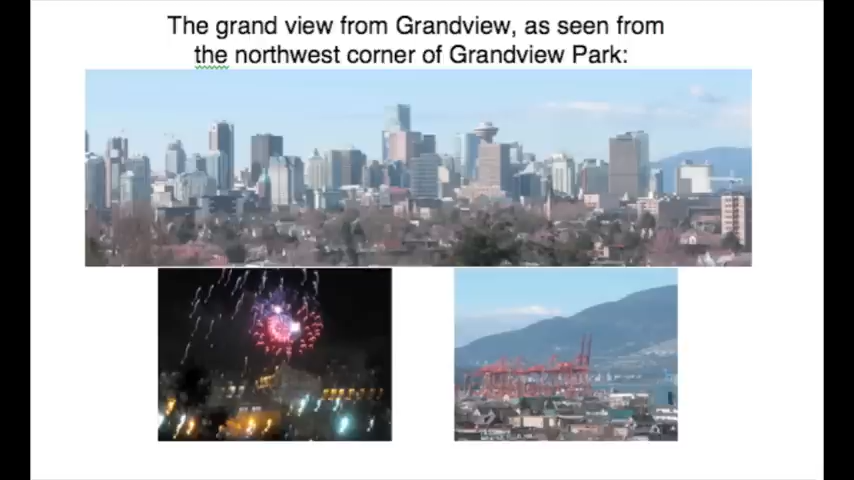 The grand view from Grandview, as seen from
the northwest corner of Grandview Park: